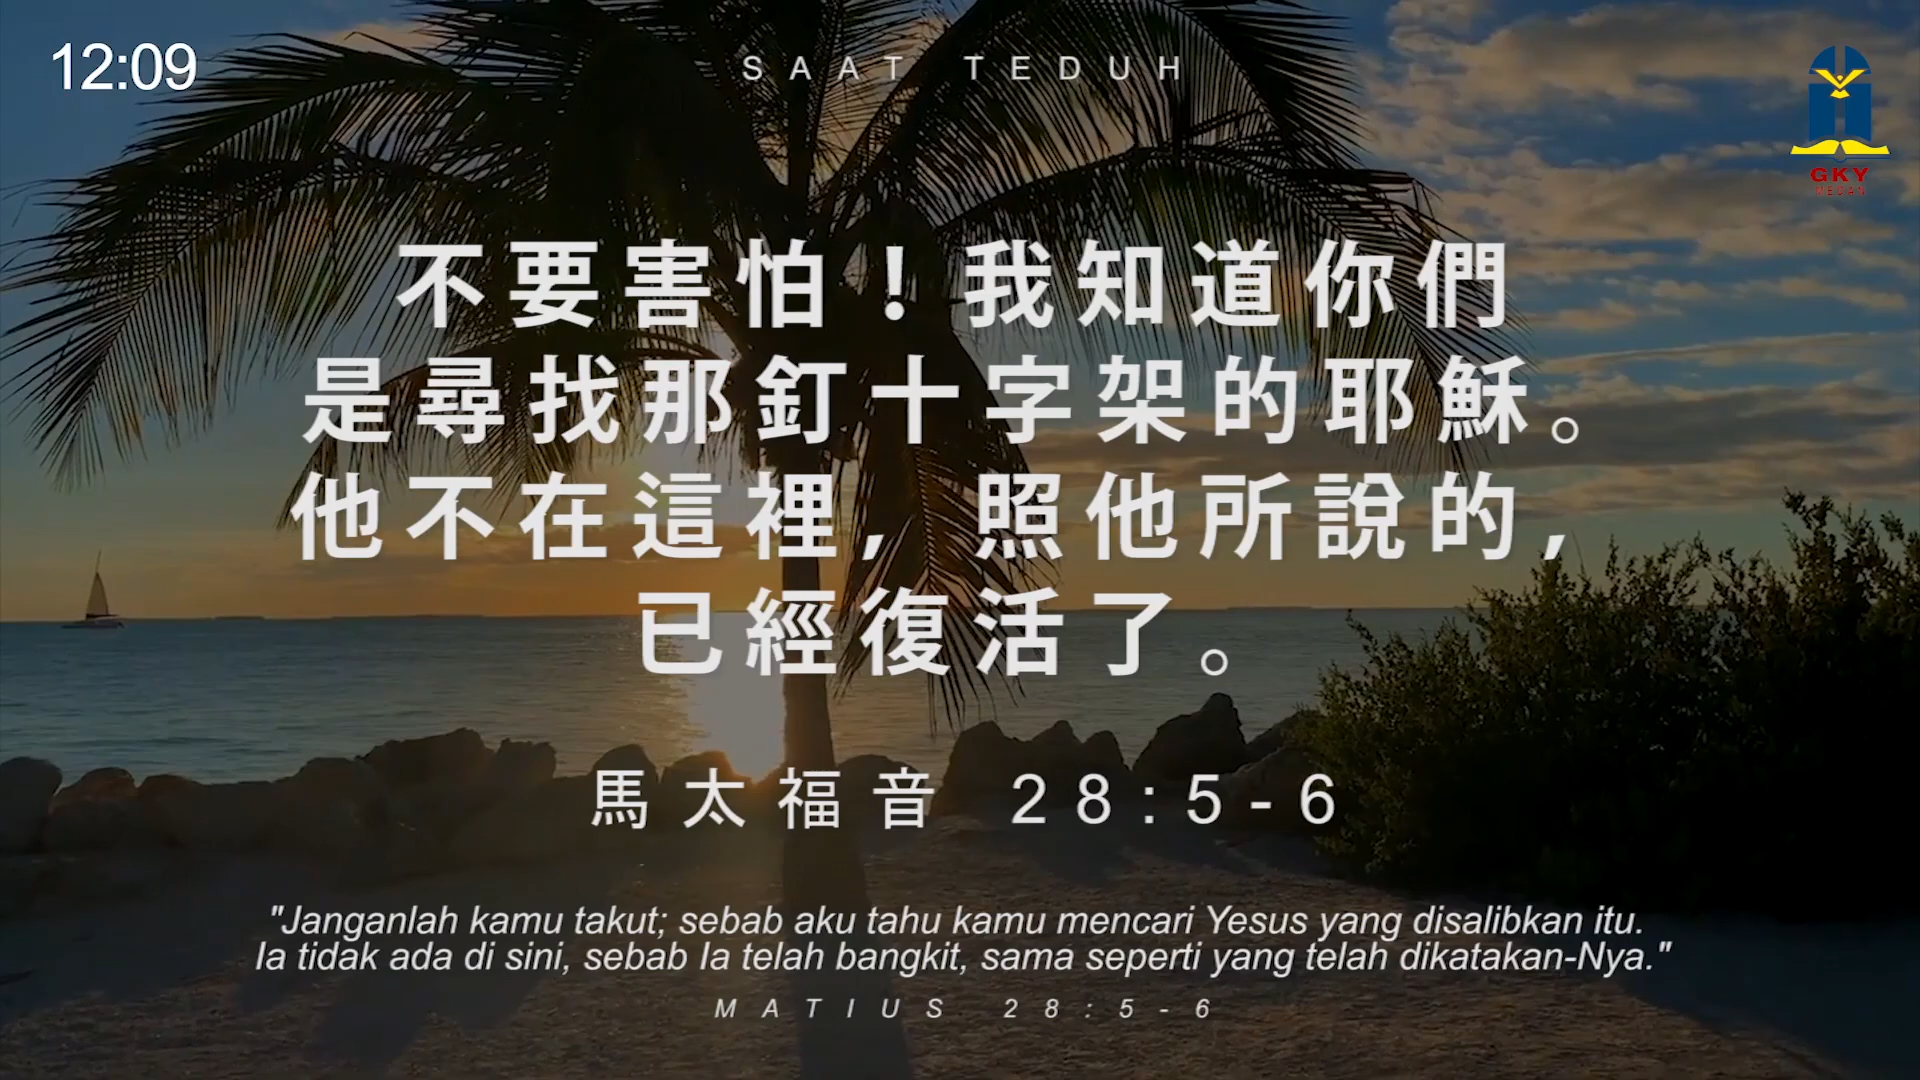 12:09
SAAT TEDUH
GKY
MEDAN
不要害怕！我知道你們
是尋找那釘十字架的耶穌。
他不在這裡，照他所說的，
已經復活了。
馬太福音 28:5-6
"Janganlah kamu takut; sebab aku tahu kamu mencari Yesus yang disalibkan itu.
Ia tidak ada di sini, sebab Ia telah bangkit, sama seperti yang telah dikatakan-Nya."
MATIUS 28:5-6